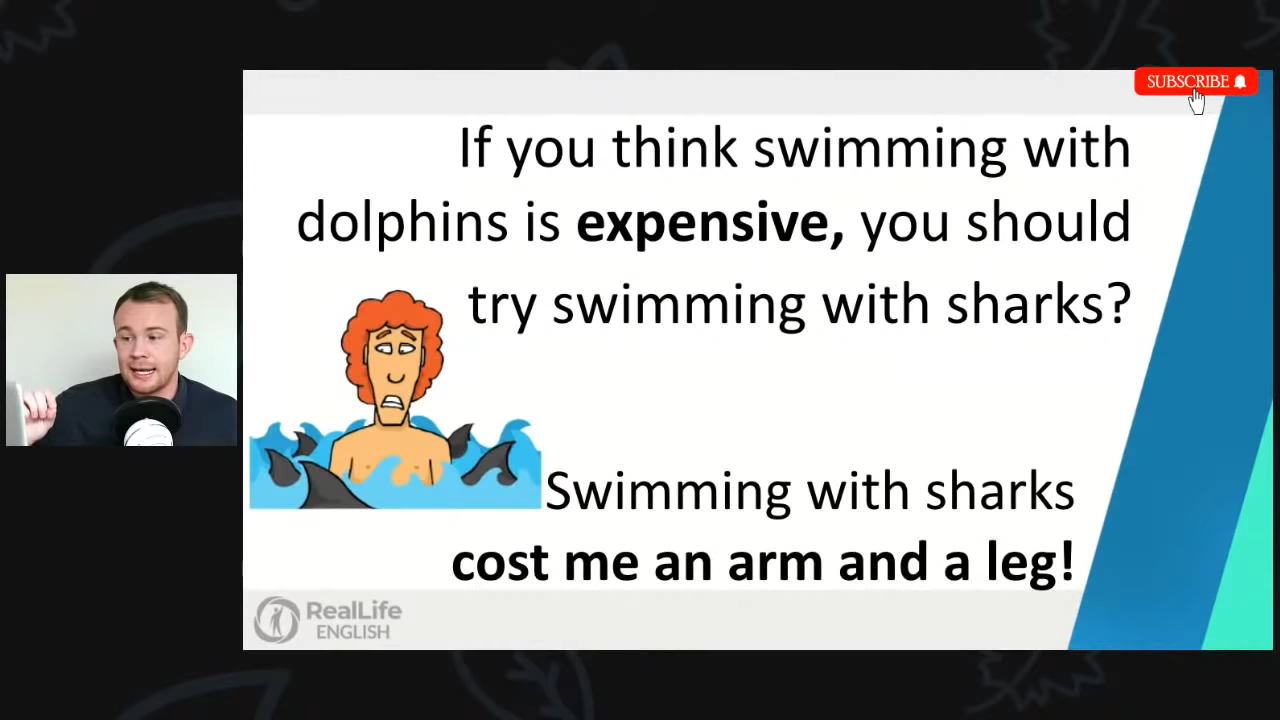 SUBSCRIBE
If you think swimming with
dolphins is expensive, you should
try swimming with sharks?
Swimming with sharks
cost me an arm and a leg!
RealLife
ENGLISH